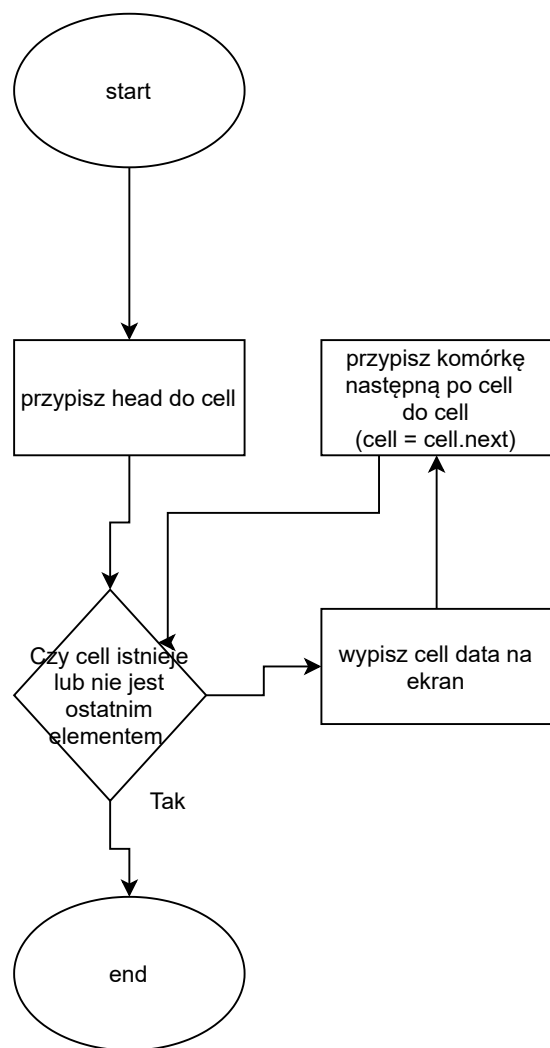 start
przypisz head do cell
przypisz komórkę
następną po cell
do cell
(cell = cell.next)
Czy cell istnieje
lub nie jest
ostatnim
elementem
wypisz cell data na
ekran
Tak
end